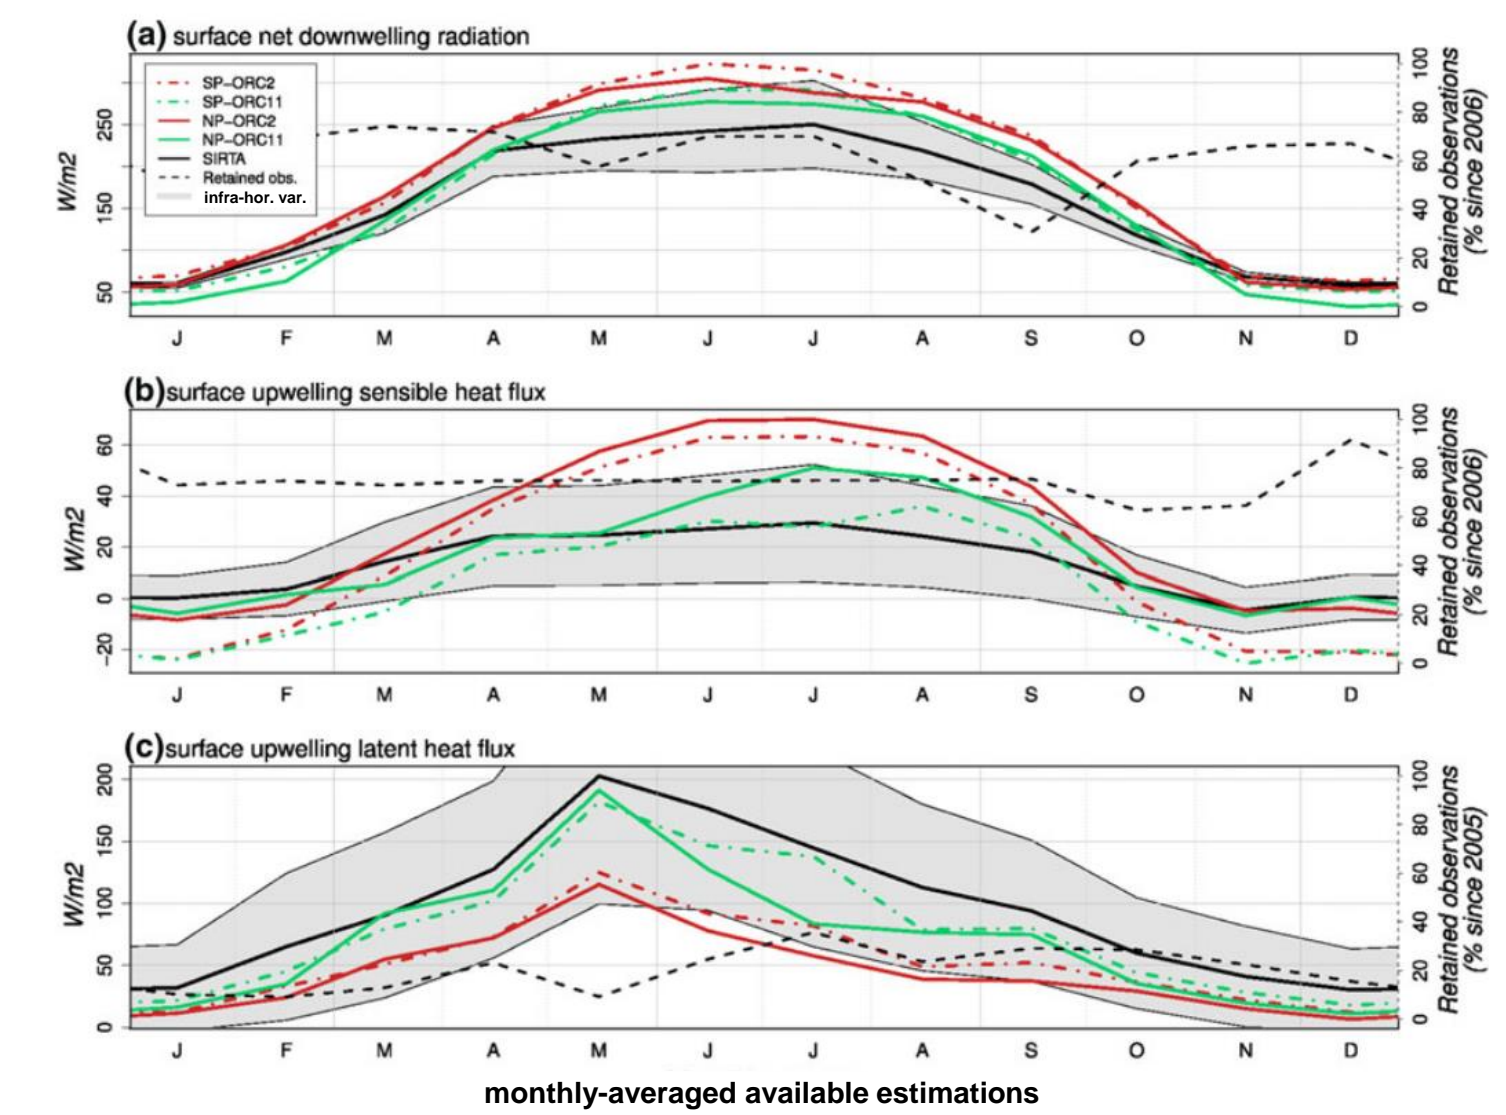 (a) surface net downwelling radiation
SP-ORC2
SP-ORC11
NP-ORC2
NP-ORC11
SIRTA
Retained obs.
infra-hor. var.
W/m2
50
150
250
0
20
40
60
80
100
Retained observations
(% since 2006)
J F M A M J J A S O N D
(b) surface upwelling sensible heat flux
W/m2
-20
0
20
40
60
0
20
40
60
80
100
Retained observations
(% since 2006)
J F M A M J J A S O N D
(c) surface upwelling latent heat flux
W/m2
0
50
100
150
200
0
20
40
60
80
100
Retained observations
(% since 2005)
J F M A M J J A S O N D
monthly-averaged available estimations